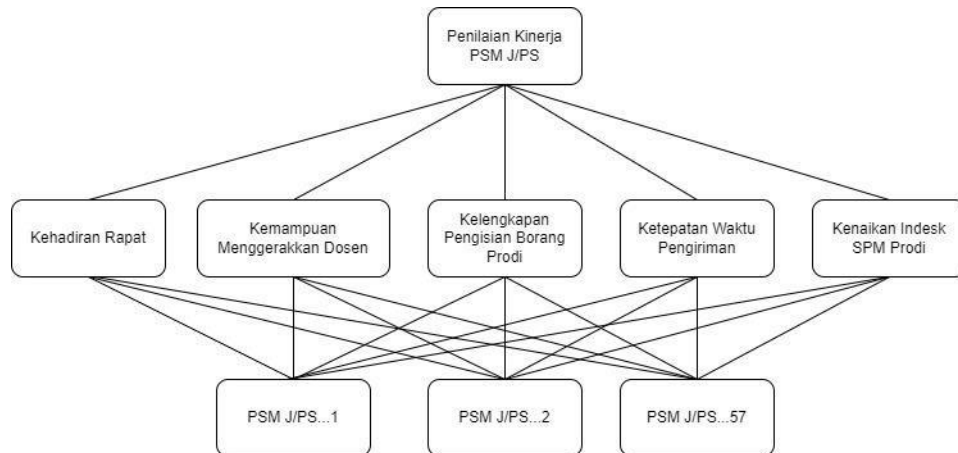 Penilaian Kinerja
PSM J/PS
Kehadiran Rapat
Kemampuan
Menggerakkan Dosen
Kelengkapan
Pengisian Borang
Prodi
Ketepatan Waktu
Pengiriman
Kenaikan Indesk
SPM Prodi
PSM J/PS...1
PSM J/PS...2
PSM J/PS...57